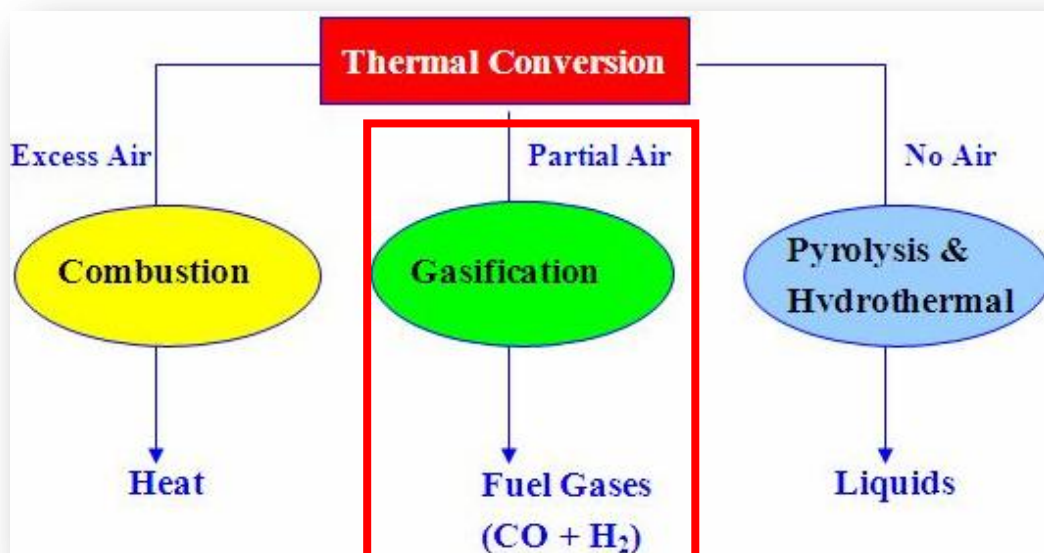 Thermal Conversion
Excess Air
Partial Air
No Air
Combustion
Gasification
Pyrolysis &
Hvdrothermal
Heat
Fuel Gases
(CO + H₂)
Liquids